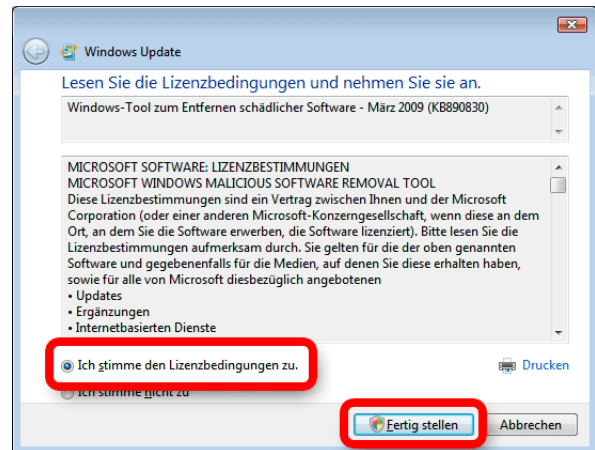 Windows Update
Lesen Sie die Lizenzbedingungen und nehmen Sie sie an.
Windows-Tool zum Entfernen schädlicher Software - März 2009 (KB890830)
MICROSOFT SOFTWARE: LIZENZBESTIMMUNGEN
MICROSOFT WINDOWS MALICIOUS SOFTWARE REMOVAL TOOL
Diese Lizenzbestimmungen sind ein Vertrag zwischen Ihnen und der Microsoft
Corporation (oder einer anderen Microsoft-Konzerngesellschaft, wenn diese an dem
Ort, an dem Sie die Software erwerben, die Software lizenziert). Bitte lesen Sie die
Lizenzbestimmungen aufmerksam durch. Sie gelten für die der oben genannten
Software und gegebenenfalls für die Medien, auf denen Sie diese erhalten haben,
sowie für alle von Microsoft diesbezüglich angebotenen
• Updates
• Ergänzungen
• Internetbasierten Dienste
Ich stimme den Lizenzbedingungen zu.
Drucken
Ich stimme nicht zu
Fertig stellen
Abbrechen